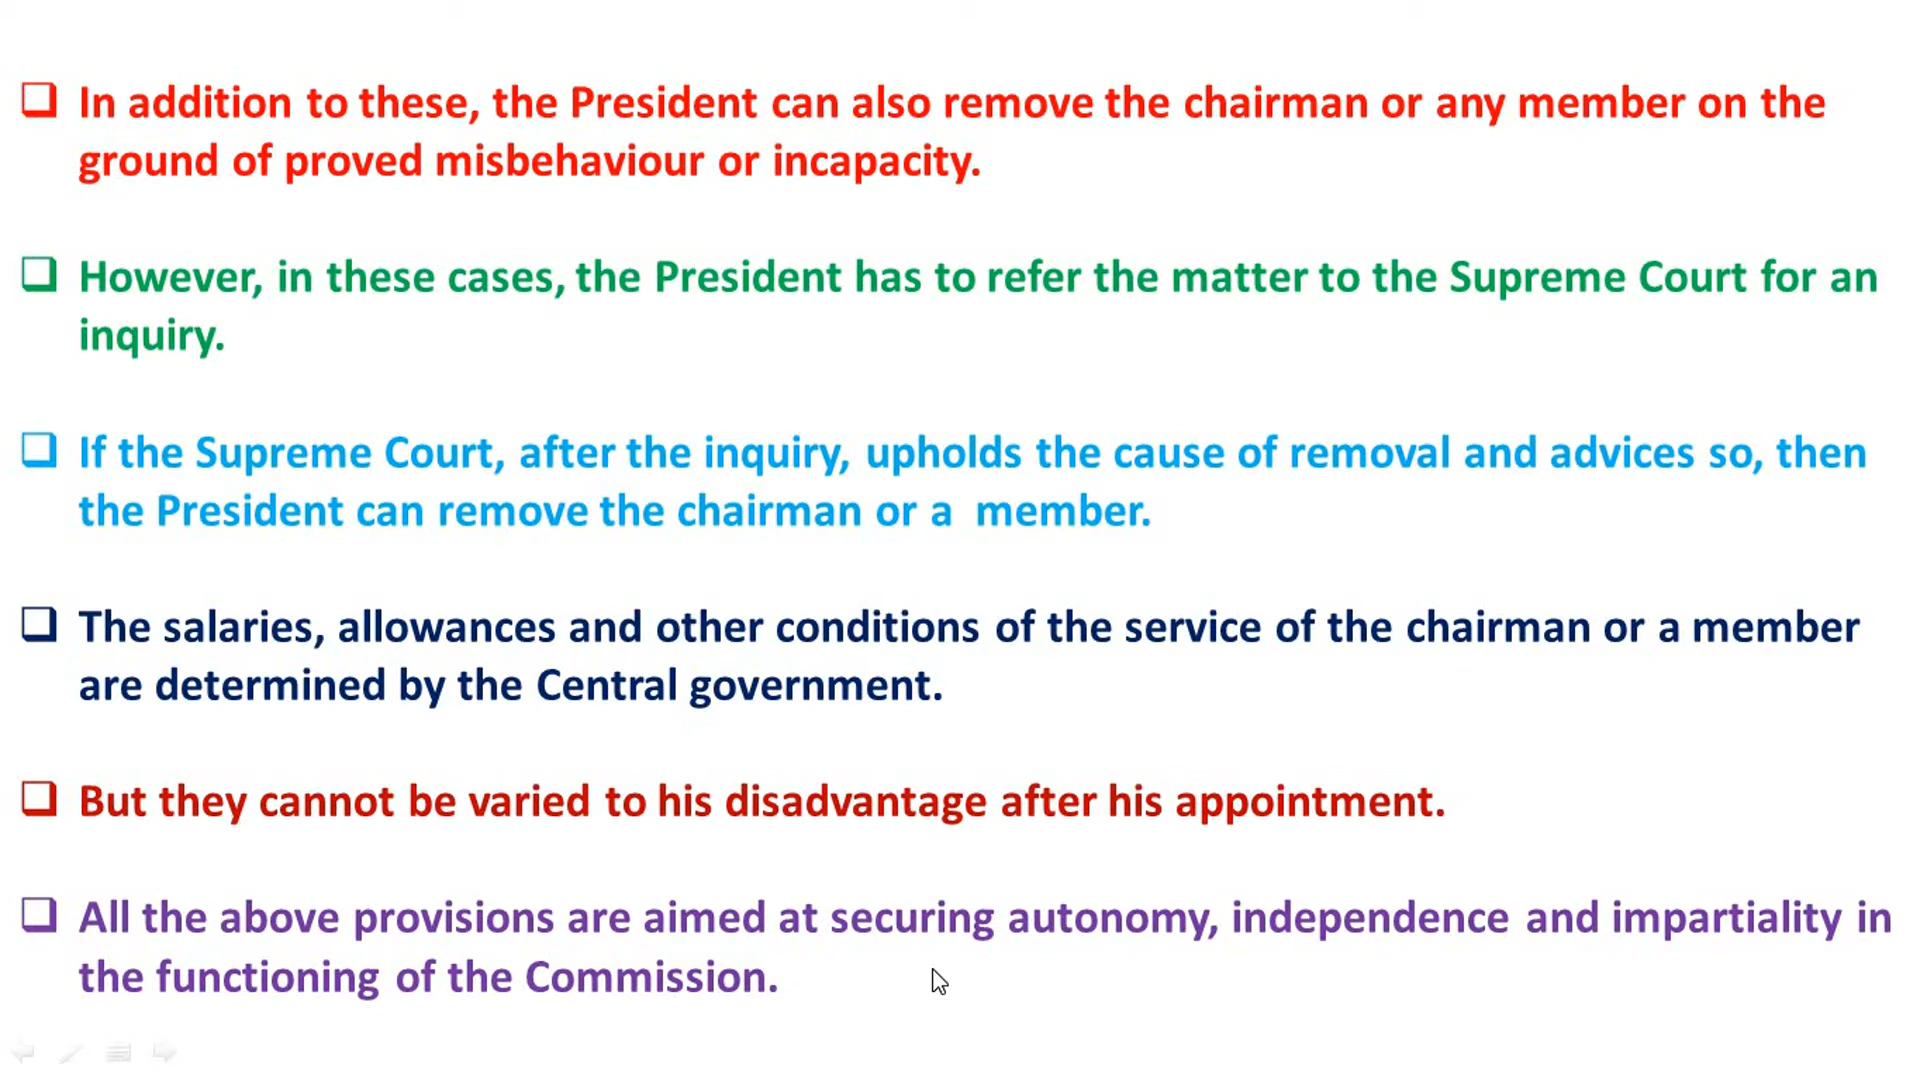 In addition to these, the President can also remove the chairman or any member on the
ground of proved misbehaviour or incapacity.
However, in these cases, the President has to refer the matter to the Supreme Court for an
inquiry.
If the Supreme Court, after the inquiry, upholds the cause of removal and advices so, then
the President can remove the chairman or a member.
The salaries, allowances and other conditions of the service of the chairman or a member
are determined by the Central government.
But they cannot be varied to his disadvantage after his appointment.
All the above provisions are aimed at securing autonomy, independence and impartiality in
the functioning of the Commission.